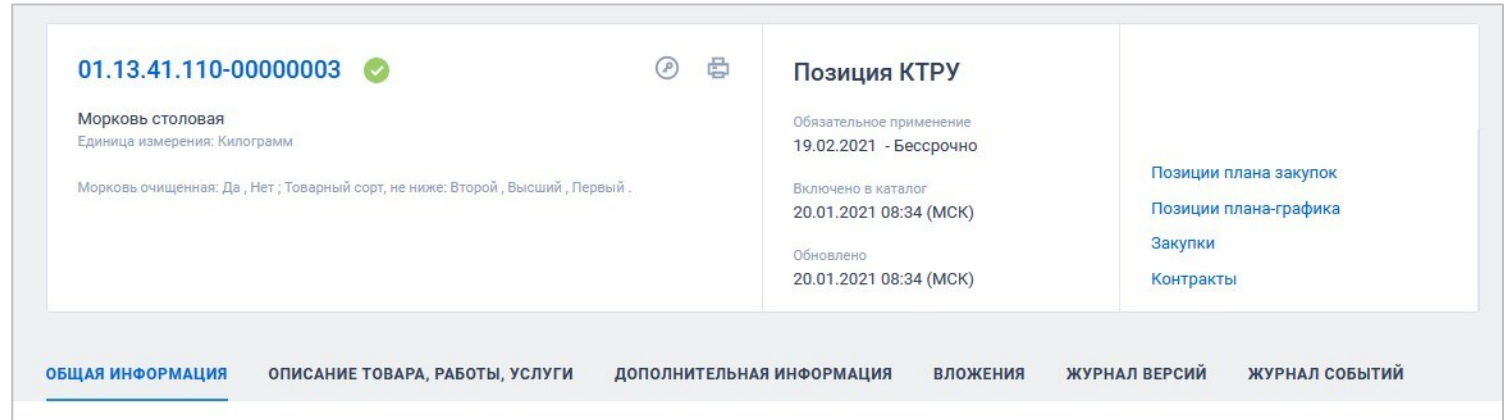 01.13.41.110-00000003
Морковь столовая
Единица измерения: Килограмм
Морковь очищенная: Да , Нет ; Товарный сорт, не ниже: Второй , Высший , Первый .
Позиция КТРУ
Обязательное применение
19.02.2021 - Бессрочно
Включено в каталог
20.01.2021 08:34 (МСК)
Обновлено
20.01.2021 08:34 (МСК)
Позиции плана закупок
Позиции плана-графика
Закупки
Контракты
ОБЩАЯ ИНФОРМАЦИЯ ОПИСАНИЕ ТОВАРА, РАБОТЫ, УСЛУГИ ДОПОЛНИТЕЛЬНАЯ ИНФОРМАЦИЯ ВЛОЖЕНИЯ ЖУРНАЛ ВЕРСИЙ ЖУРНАЛ СОБЫТИЙ